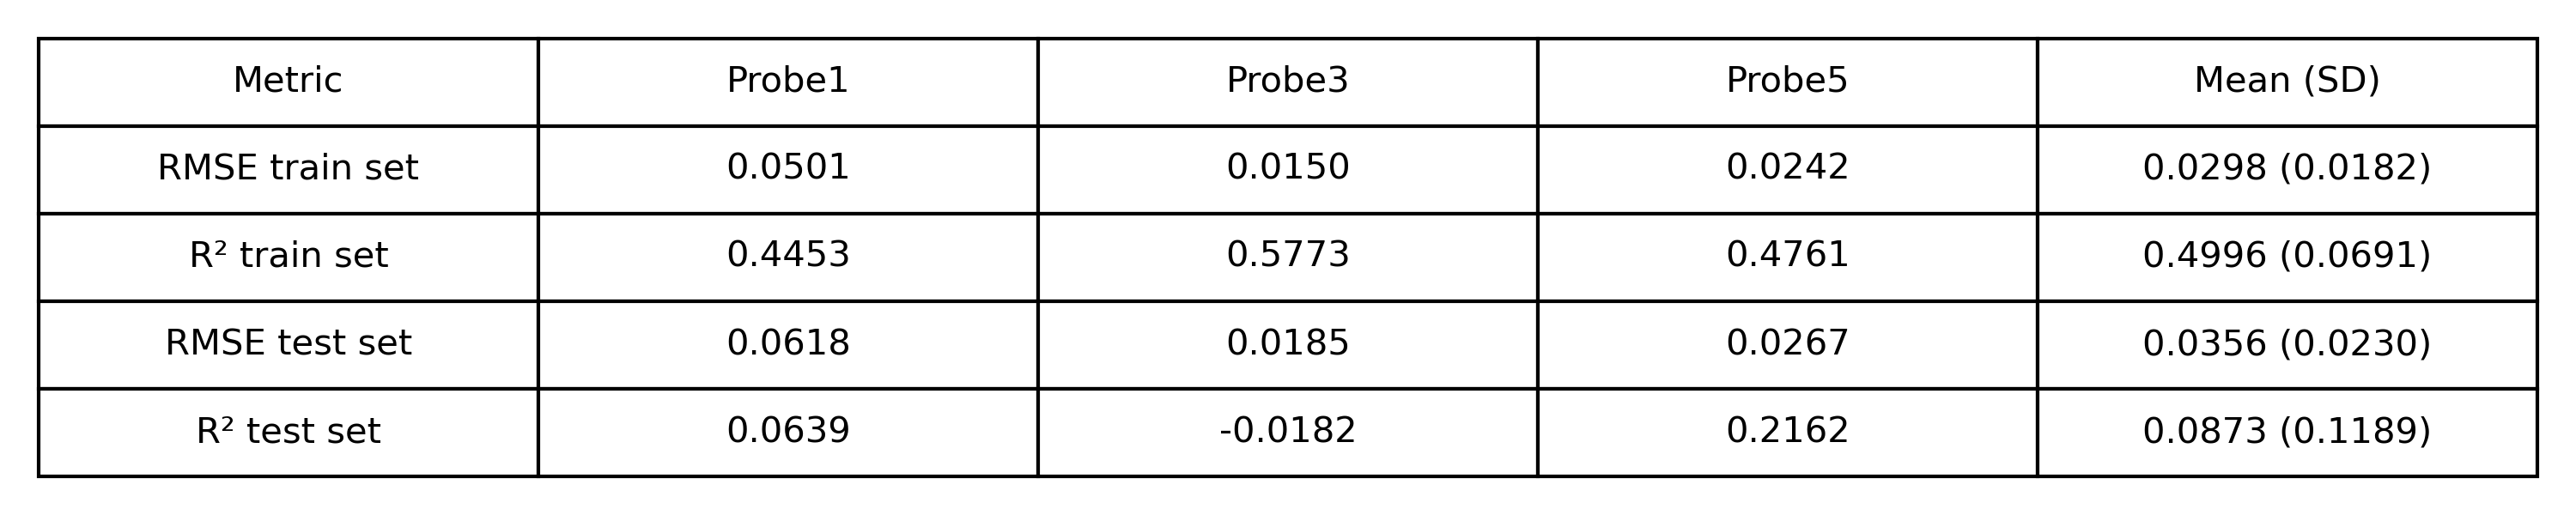 Metric Probe1 Probe3 Probe5 Mean (SD)
RMSE train set 0.0501 0.0150 0.0242 0.0298 (0.0182)
R² train set 0.4453 0.5773 0.4761 0.4996 (0.0691)
RMSE test set 0.0618 0.0185 0.0267 0.0356 (0.0230)
R² test set 0.0639 -0.0182 0.2162 0.0873 (0.1189)